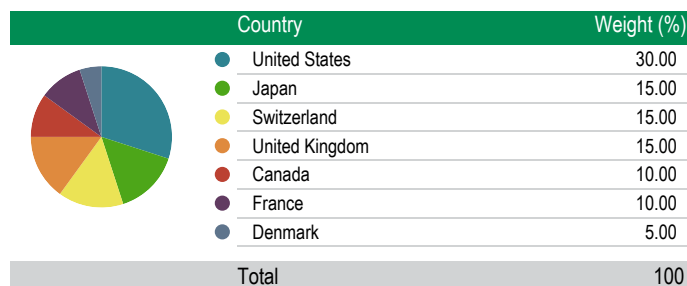 Country Weight (%)
United States 30.00
Japan 15.00
Switzerland 15.00
United Kingdom 15.00
Canada 10.00
France 10.00
Denmark 5.00
Total 100